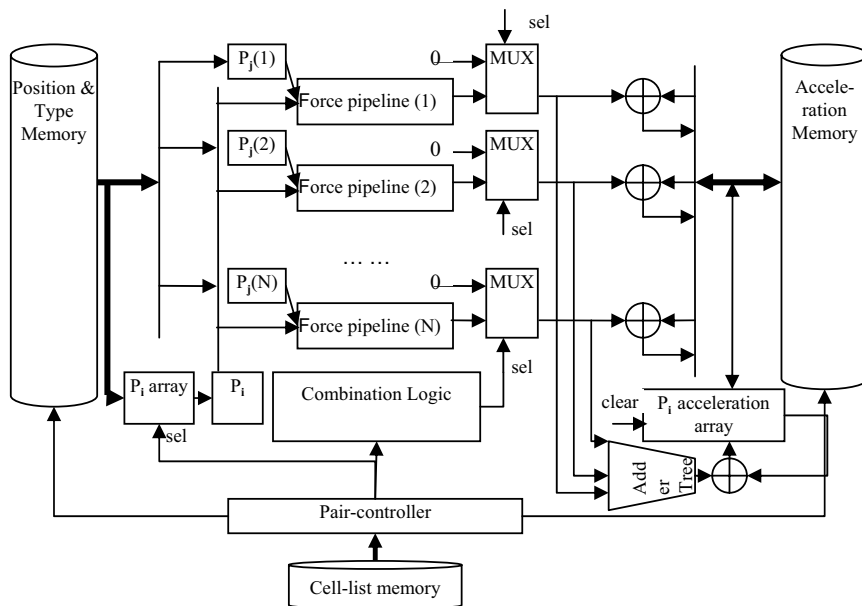 sel
Position &
Type
Memory
Pj(1)
0
MUX
Force pipeline (1)
Accele-
ration
Memory
Pj(2)
0
MUX
Force pipeline (2)
sel
… …
Pj(N)
0
MUX
Force pipeline (N)
sel
Pi array
Pi
Combination Logic
clear
Pi acceleration
array
sel
Add
er
Tree
Pair-controller
Cell-list memory